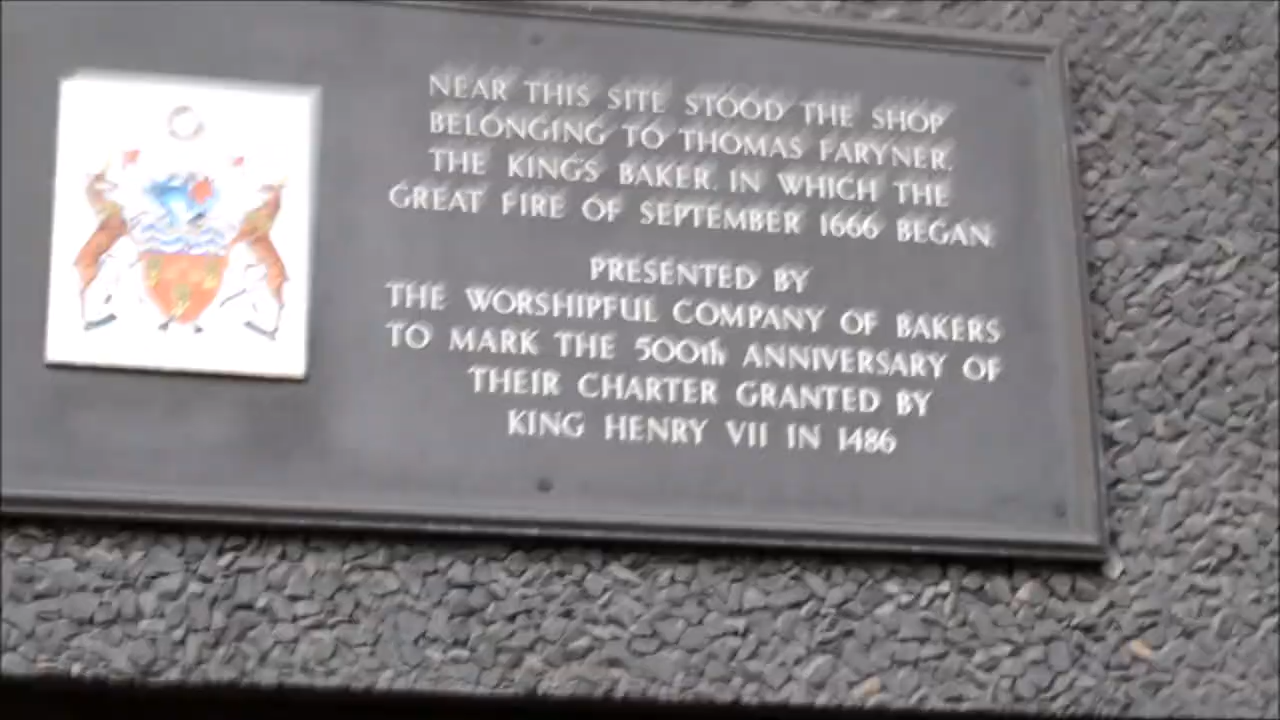 NEAR THIS SITE STOOD THE SHOP
BELONGING TO THOMAS FARYNER,
THE KING'S BAKER, IN WHICH THE
GREAT FIRE OF SEPTEMBER 1666 BEGAN.
PRESENTED BY
THE WORSHIPFUL COMPANY OF BAKERS
TO MARK THE 500th ANNIVERSARY OF
THEIR CHARTER GRANTED BY
KING HENRY VII IN 1486